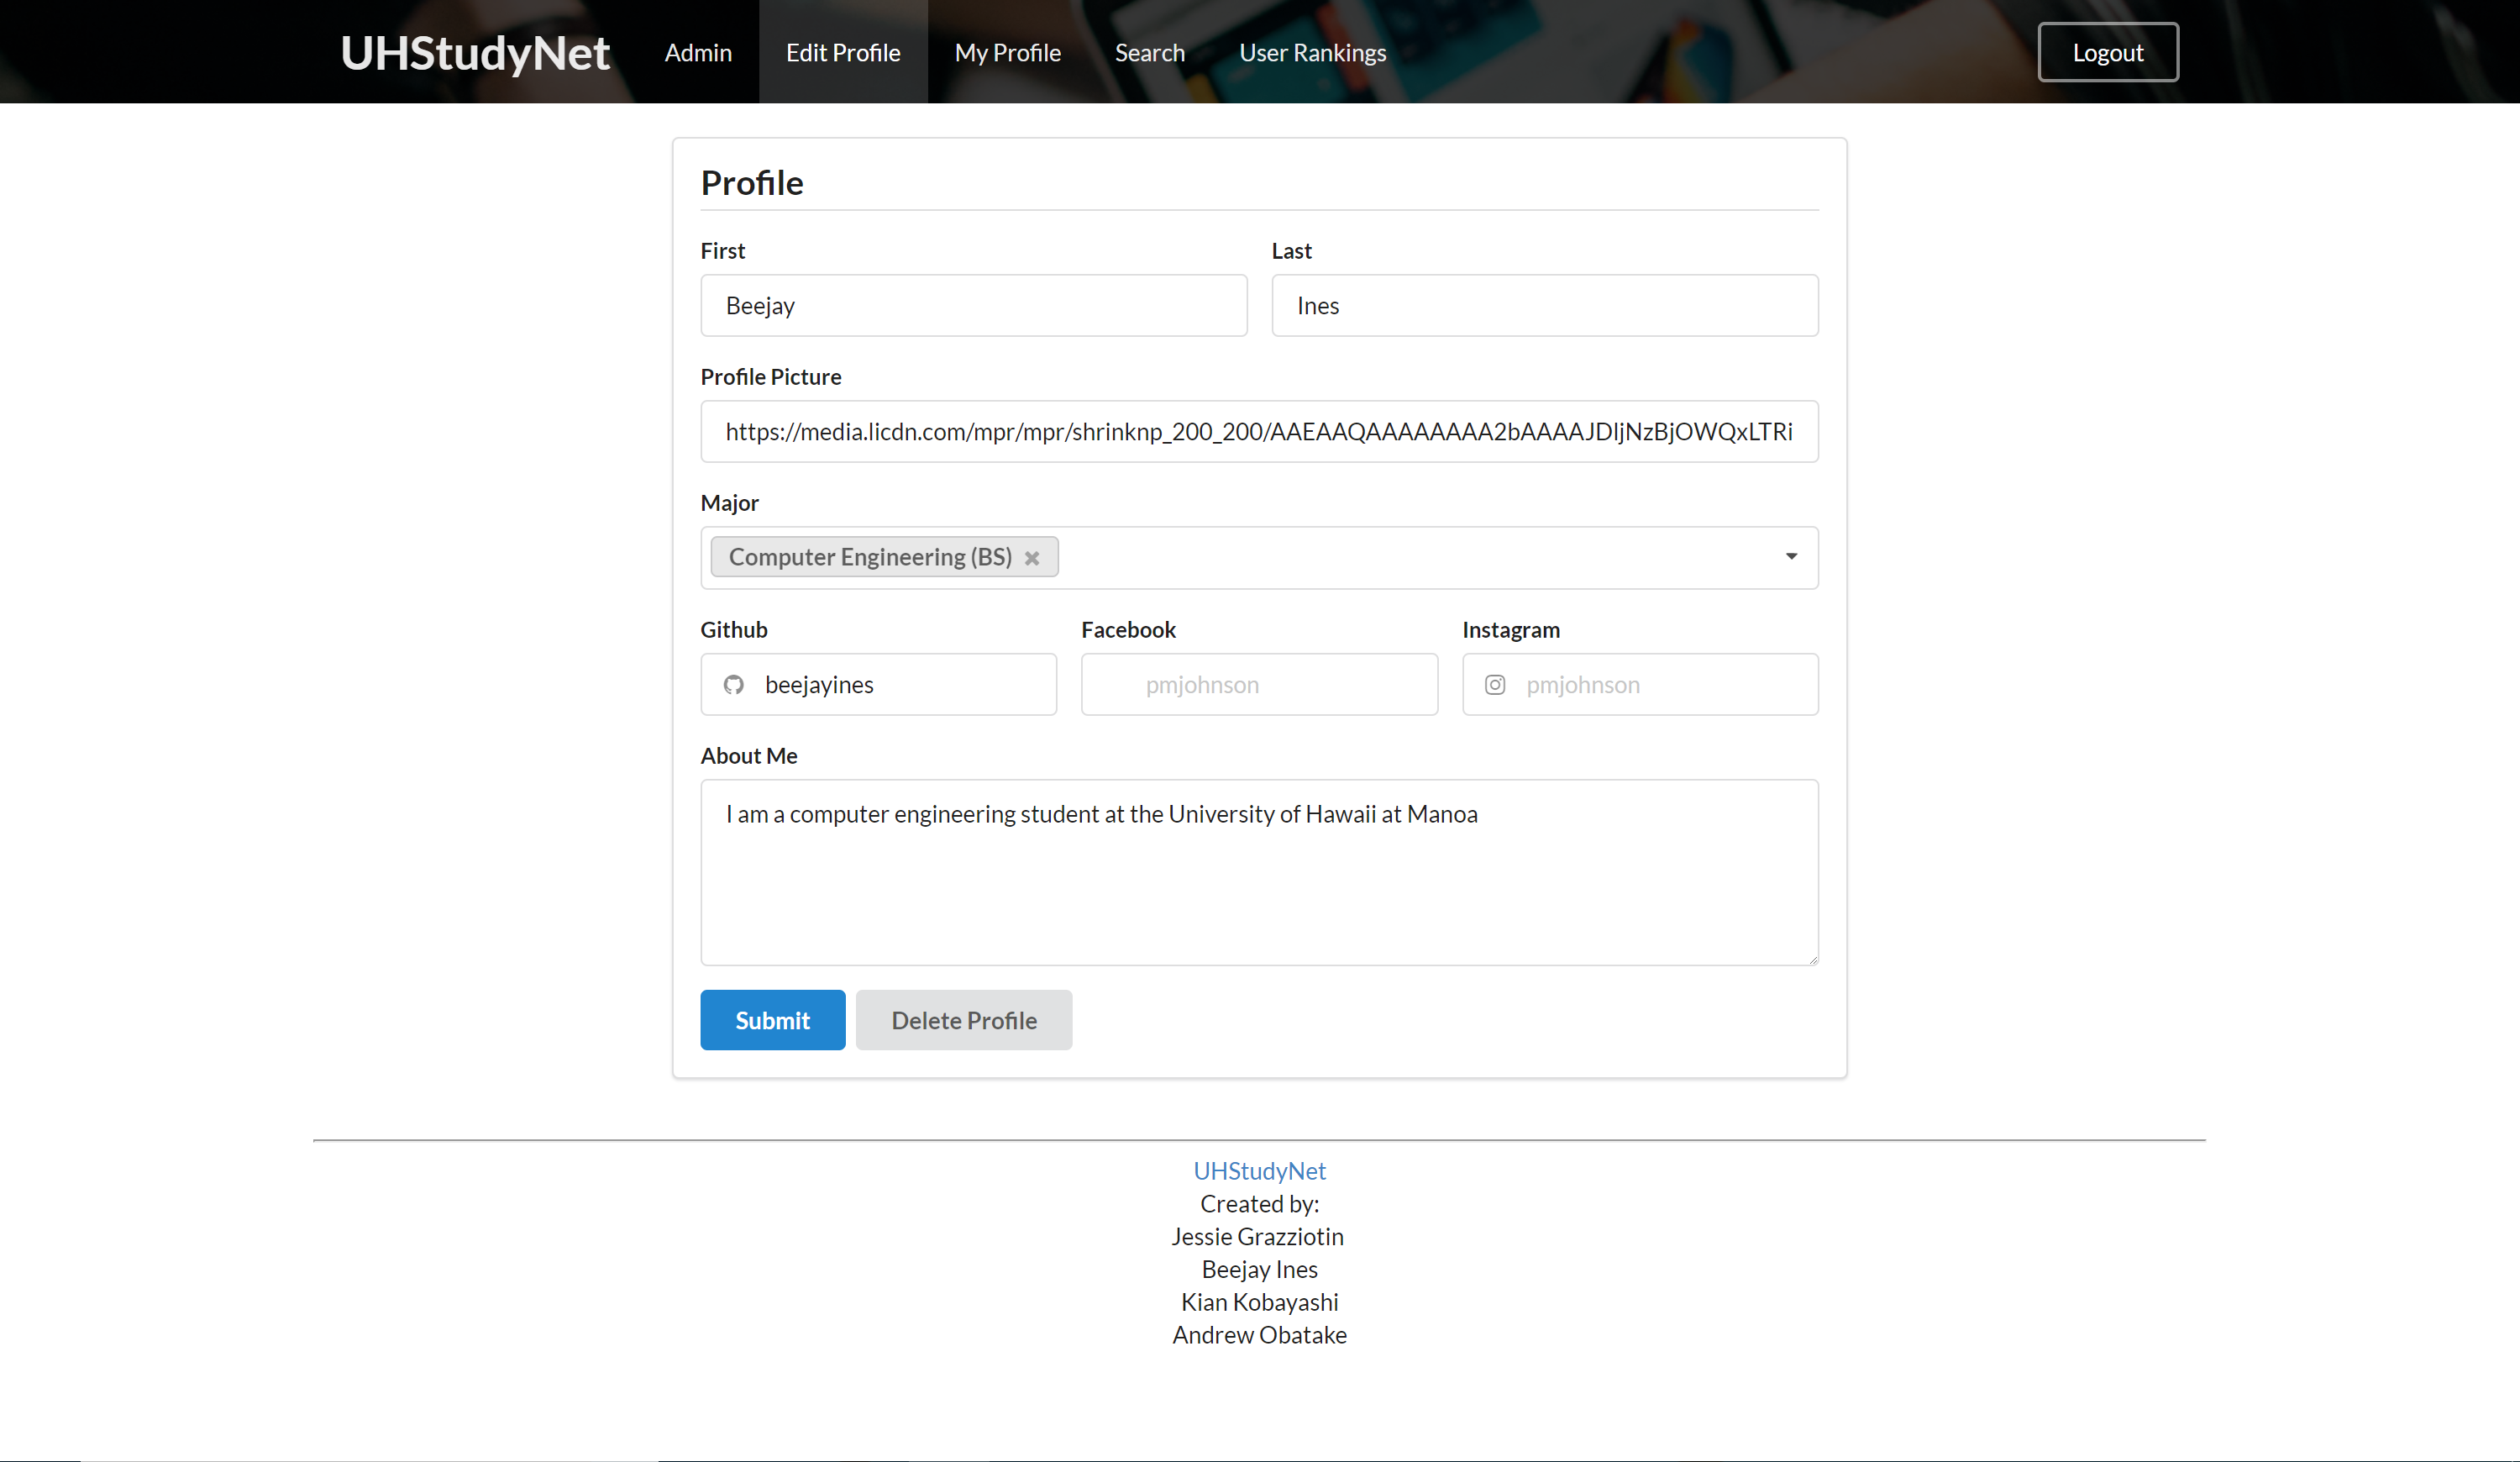 UHStudyNet Admin Edit Profile My Profile Search User Rankings Logout
Profile
First Last
Beejay Ines
Profile Picture
https://media.licdn.com/mpr/mpr/shrinknp_200_200/AAEAAQAAAAAAAA2bAAAAJDljNzBjOWQxLTRi
Major
Computer Engineering (BS)
Github Facebook Instagram
beejayines pmjohnson pmjohnson
About Me
I am a computer engineering student at the University of Hawaii at Manoa
Submit Delete Profile
UHStudyNet
Created by:
Jessie Grazziotin
Beejay Ines
Kian Kobayashi
Andrew Obatake